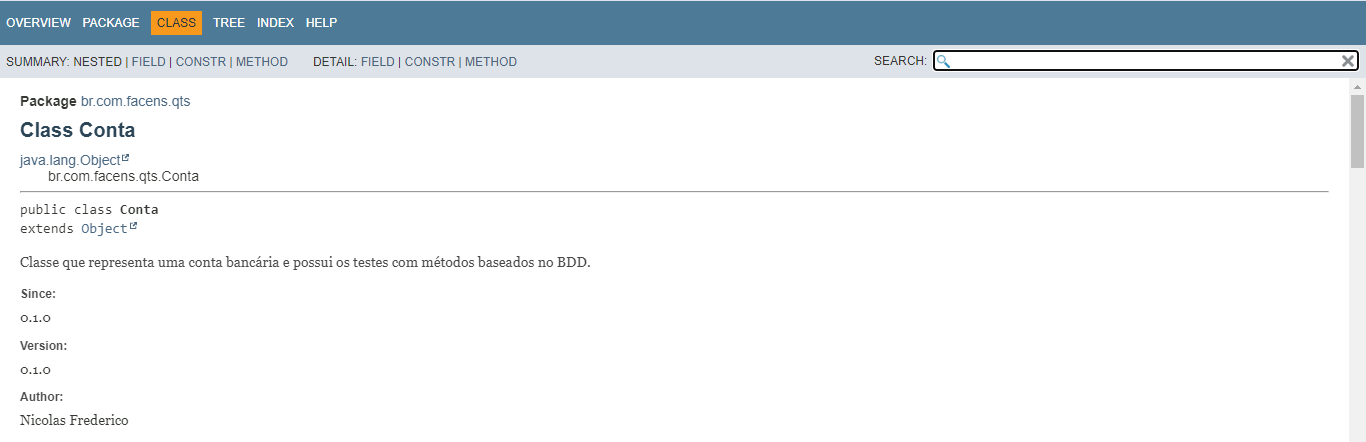 OVERVIEW PACKAGE CLASS TREE INDEX HELP
SUMMARY: NESTED | FIELD | CONSTR | METHOD DETAIL: FIELD | CONSTR | METHOD SEARCH:
Package br.com.facens.qts
Class Conta
java.lang.Object
br.com.facens.qts.Conta
public class Conta
extends Object
Classe que representa uma conta bancária e possui os testes com métodos baseados no BDD.
Since:
0.1.0
Version:
0.1.0
Author:
Nicolas Frederico